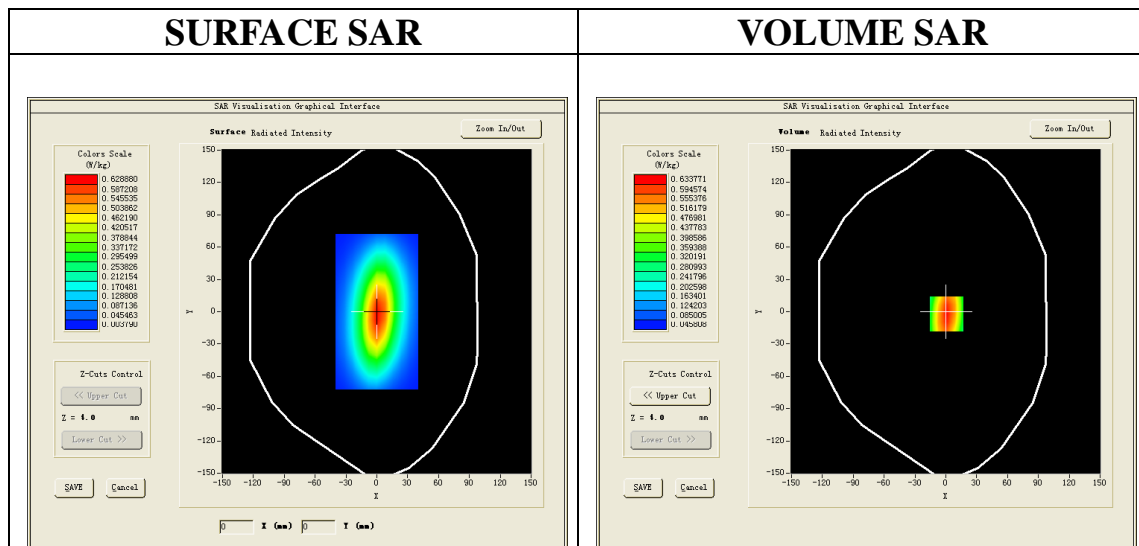 SURFACE SAR
VOLUME SAR
SAR Visualisation Graphical Interface
Surface Radiated Intensity
Zoom In/Out
Colors Scale
(W/kg)
0.628880
0.587208
0.545535
0.503862
0.462190
0.420517
0.378844
0.337172
0.295499
0.253826
0.212154
0.170481
0.128808
0.087136
0.045463
0.003790
150
120
90
60
30
0
-30
-60
-90
-120
-150
Y
-150 -120 -90 -60 -30 0 30 60 90 120 150
X
Z-Cuts Control
<< Upper Cut
Z = 4.0 mm
Lower Cut >>
SAVE Cancel
0 X (mm) 0 Y (mm)
SAR Visualisation Graphical Interface
Volume Radiated Intensity
Zoom In/Out
Colors Scale
(W/kg)
0.633771
0.594574
0.555376
0.516179
0.476981
0.437783
0.398586
0.359388
0.320191
0.280993
0.241796
0.202598
0.163401
0.124203
0.085005
0.045808
150
120
90
60
30
0
-30
-60
-90
-120
-150
Y
-150 -120 -90 -60 -30 0 30 60 90 120 150
X
Z-Cuts Control
<< Upper Cut
Z = 4.0 mm
Lower Cut >>
SAVE Cancel